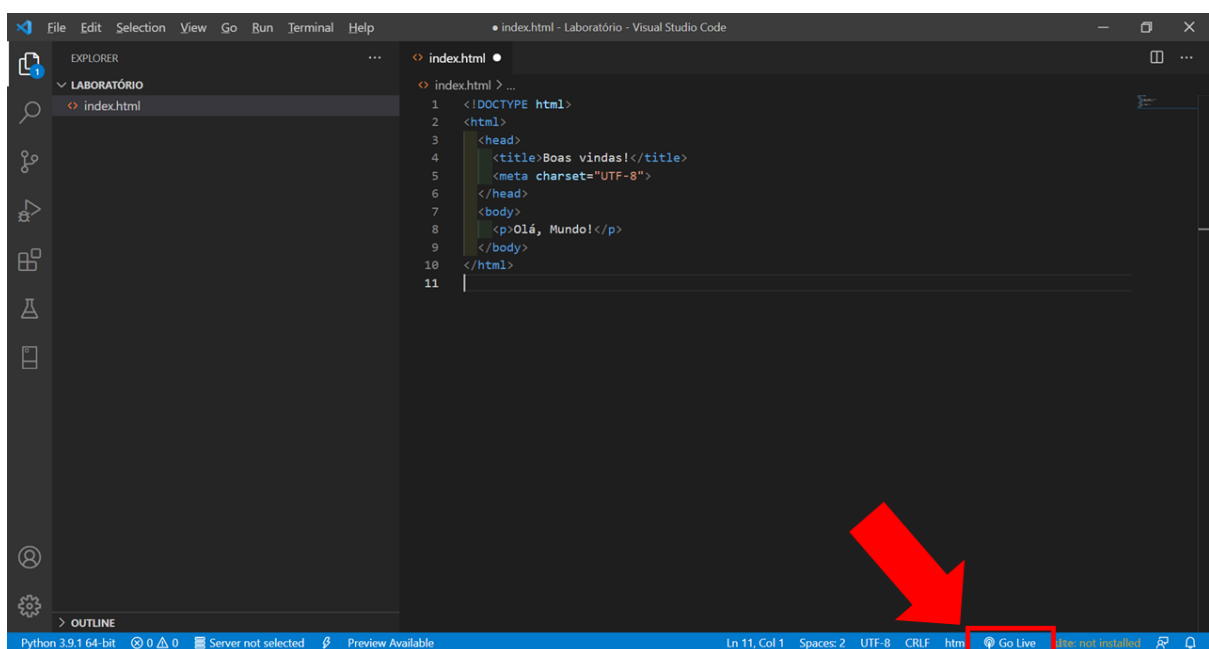 File Edit Selection View Go Run Terminal Help
● index.html - Laboratório - Visual Studio Code
EXPLORER
index.html ●
1
LABORATÓRIO
index.html > ...
index.html
1 <!DOCTYPE html>
2 <html>
3 <head>
4 <title>Boas vindas!</title>
5 <meta charset="UTF-8">
6 </head>
7 <body>
8 <p>Olá, Mundo!</p>
9 </body>
10 </html>
11
> OUTLINE
Python 3.9.1 64-bit 0 0 Server not selected Preview Available Ln 11, Col 1 Spaces: 2 UTF-8 CRLF htm Go Live not installed